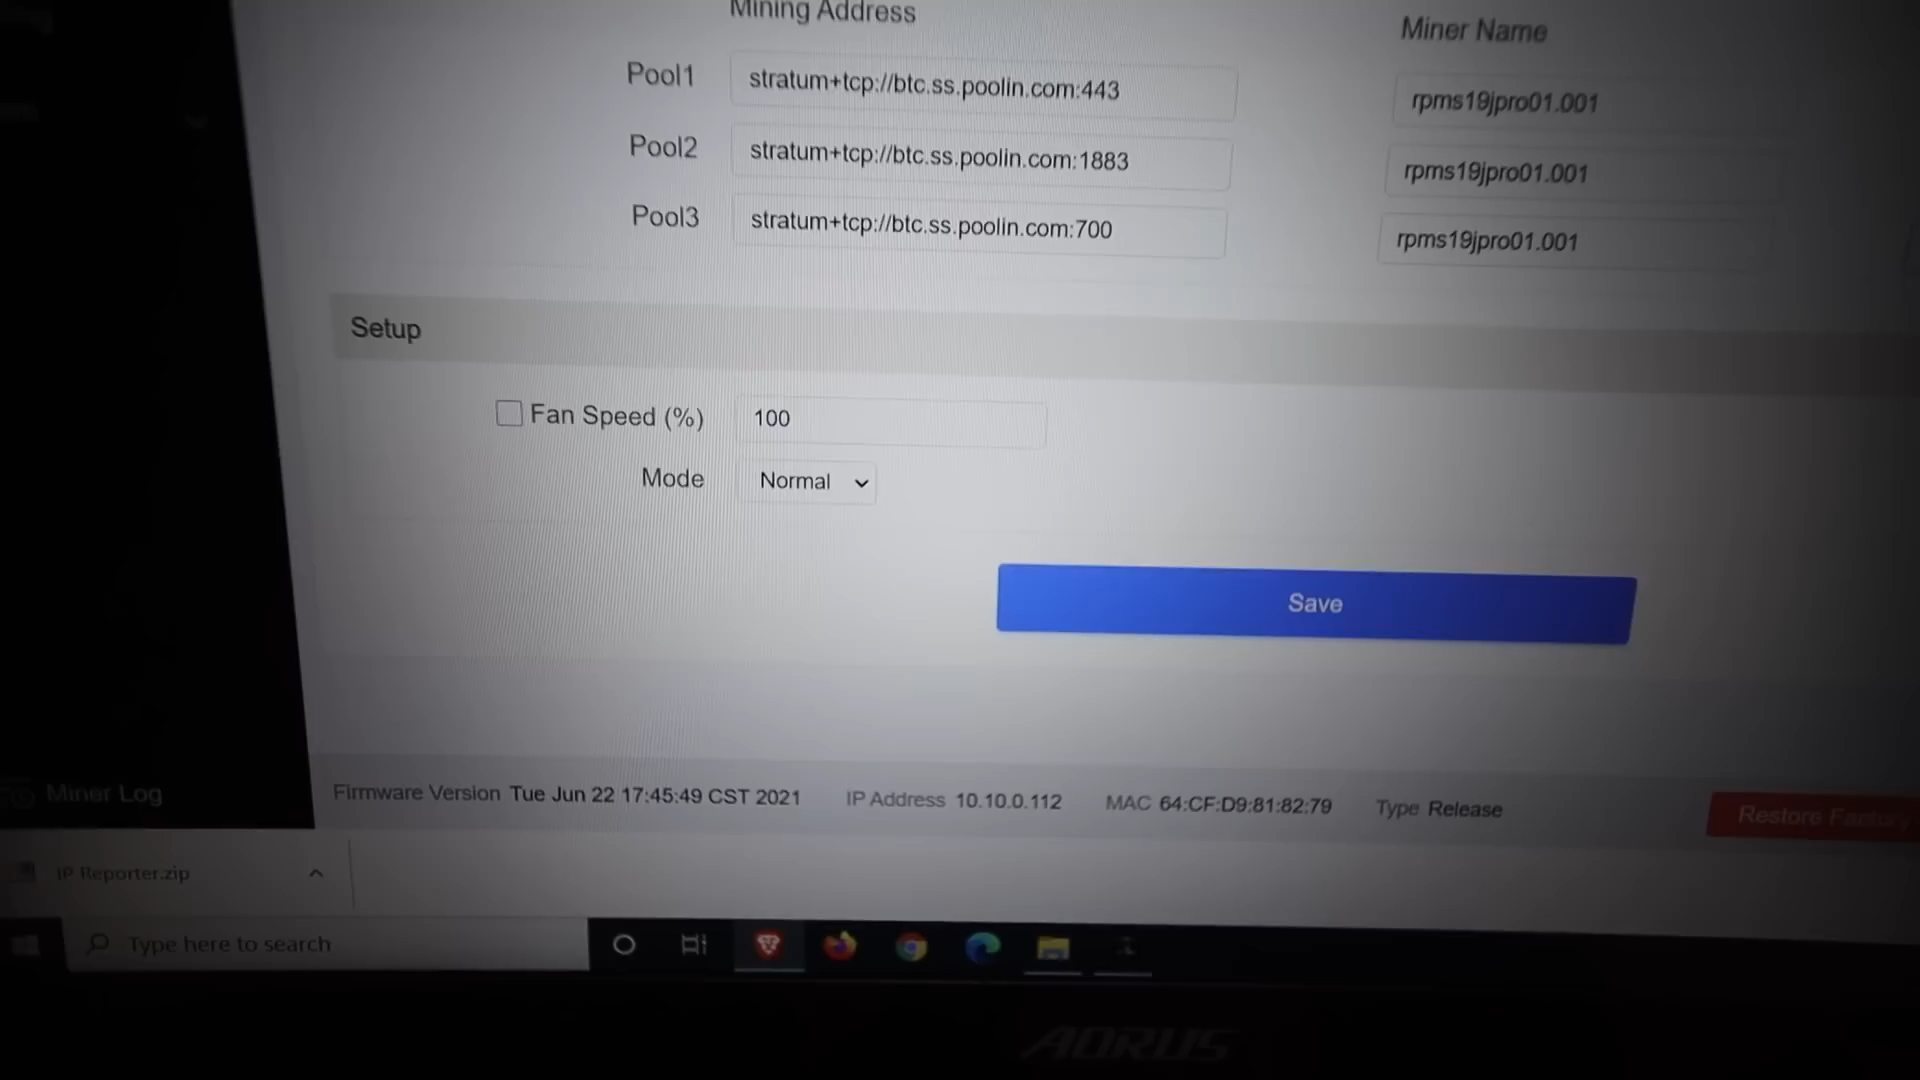 Mining Address
Miner Name
Pool1
stratum+tcp://btc.ss.poolin.com:443
rpms19jpro01.001
Pool2
stratum+tcp://btc.ss.poolin.com:1883
rpms19jpro01.001
Pool3
stratum+tcp://btc.ss.poolin.com:700
rpms19jpro01.001
Setup
Fan Speed (%)
100
Mode
Normal
Save
Miner Log
Firmware Version Tue Jun 22 17:45:49 CST 2021
IP Address 10.10.0.112
MAC 64:CF:D9:81:82:79
Type Release
Restore Factory
IP Reporter.zip
Type here to search
AORUS